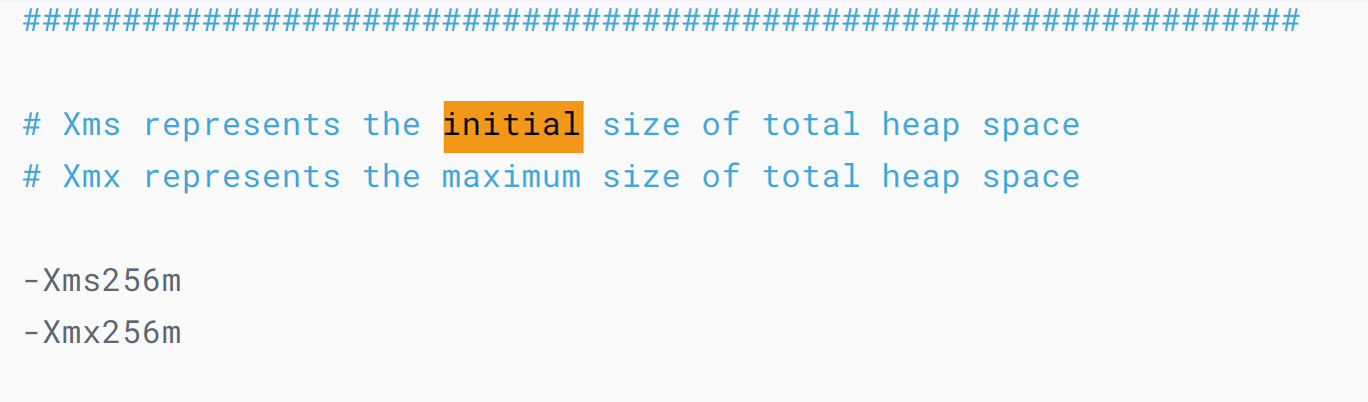 ################################################################
# Xms represents the initial size of total heap space
# Xmx represents the maximum size of total heap space
-Xms256m
-Xmx256m